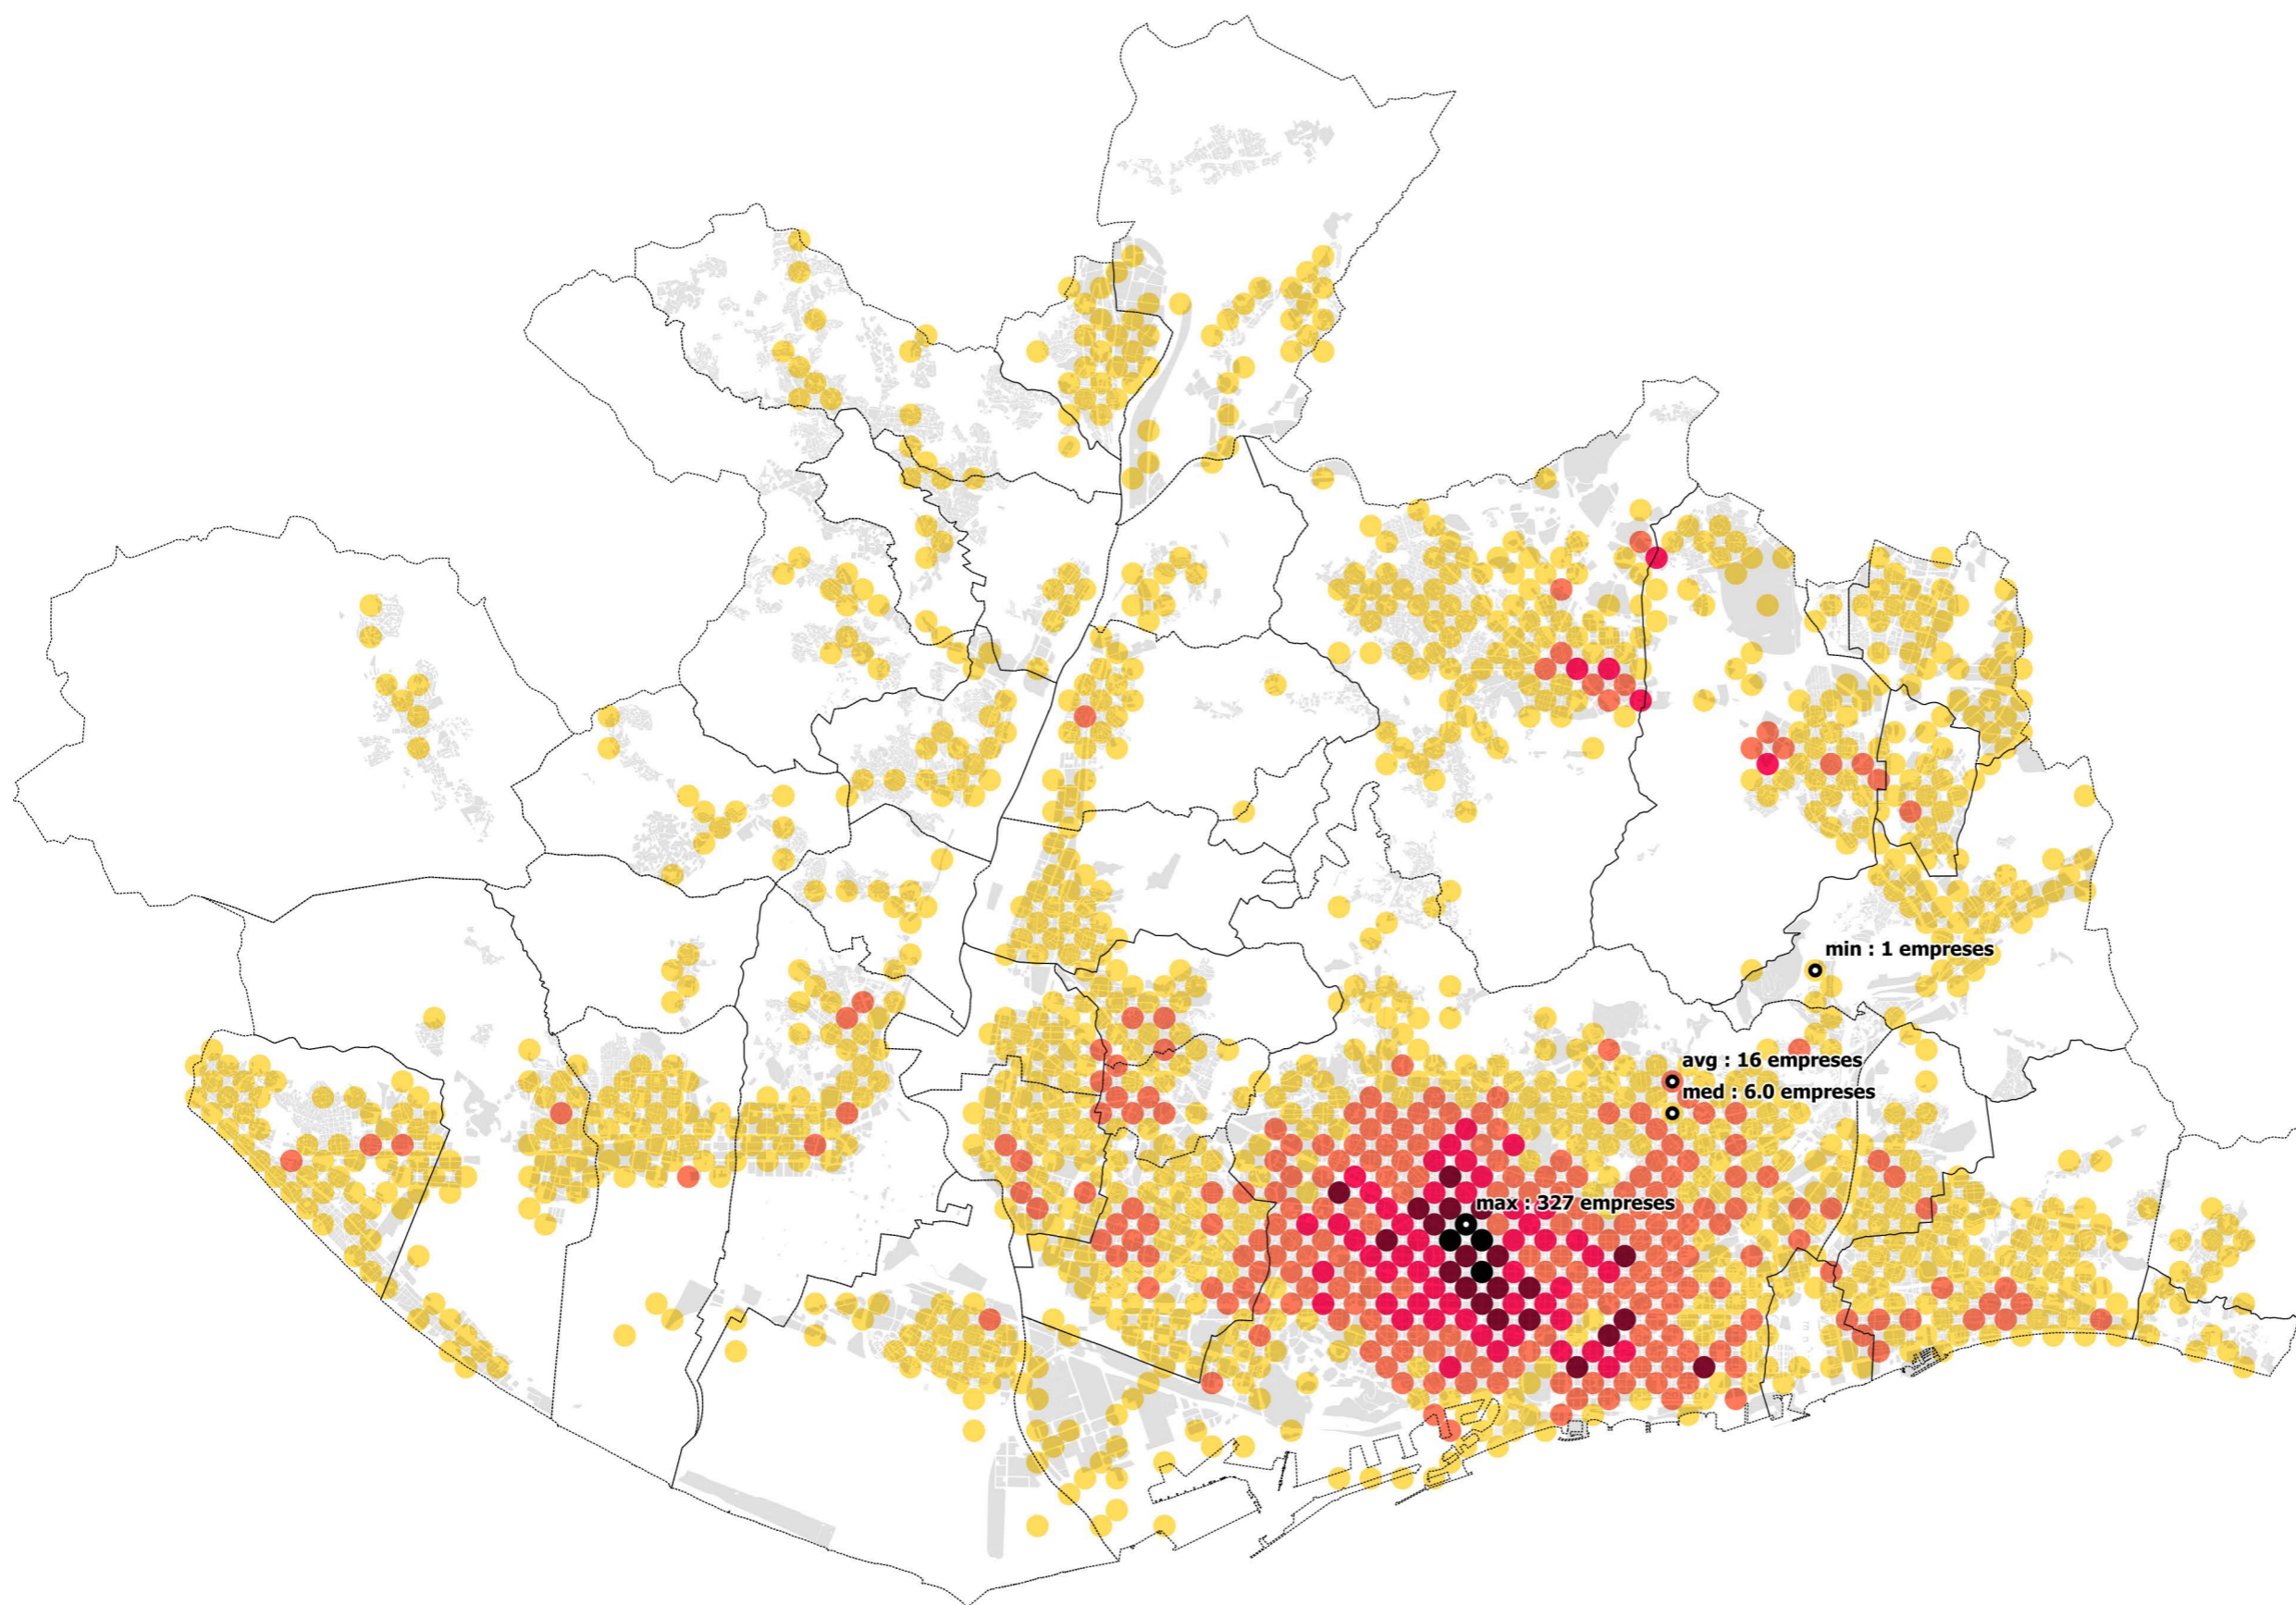 min : 1 empreses
avg : 16 empreses
med : 6.0 empreses
max : 327 empreses